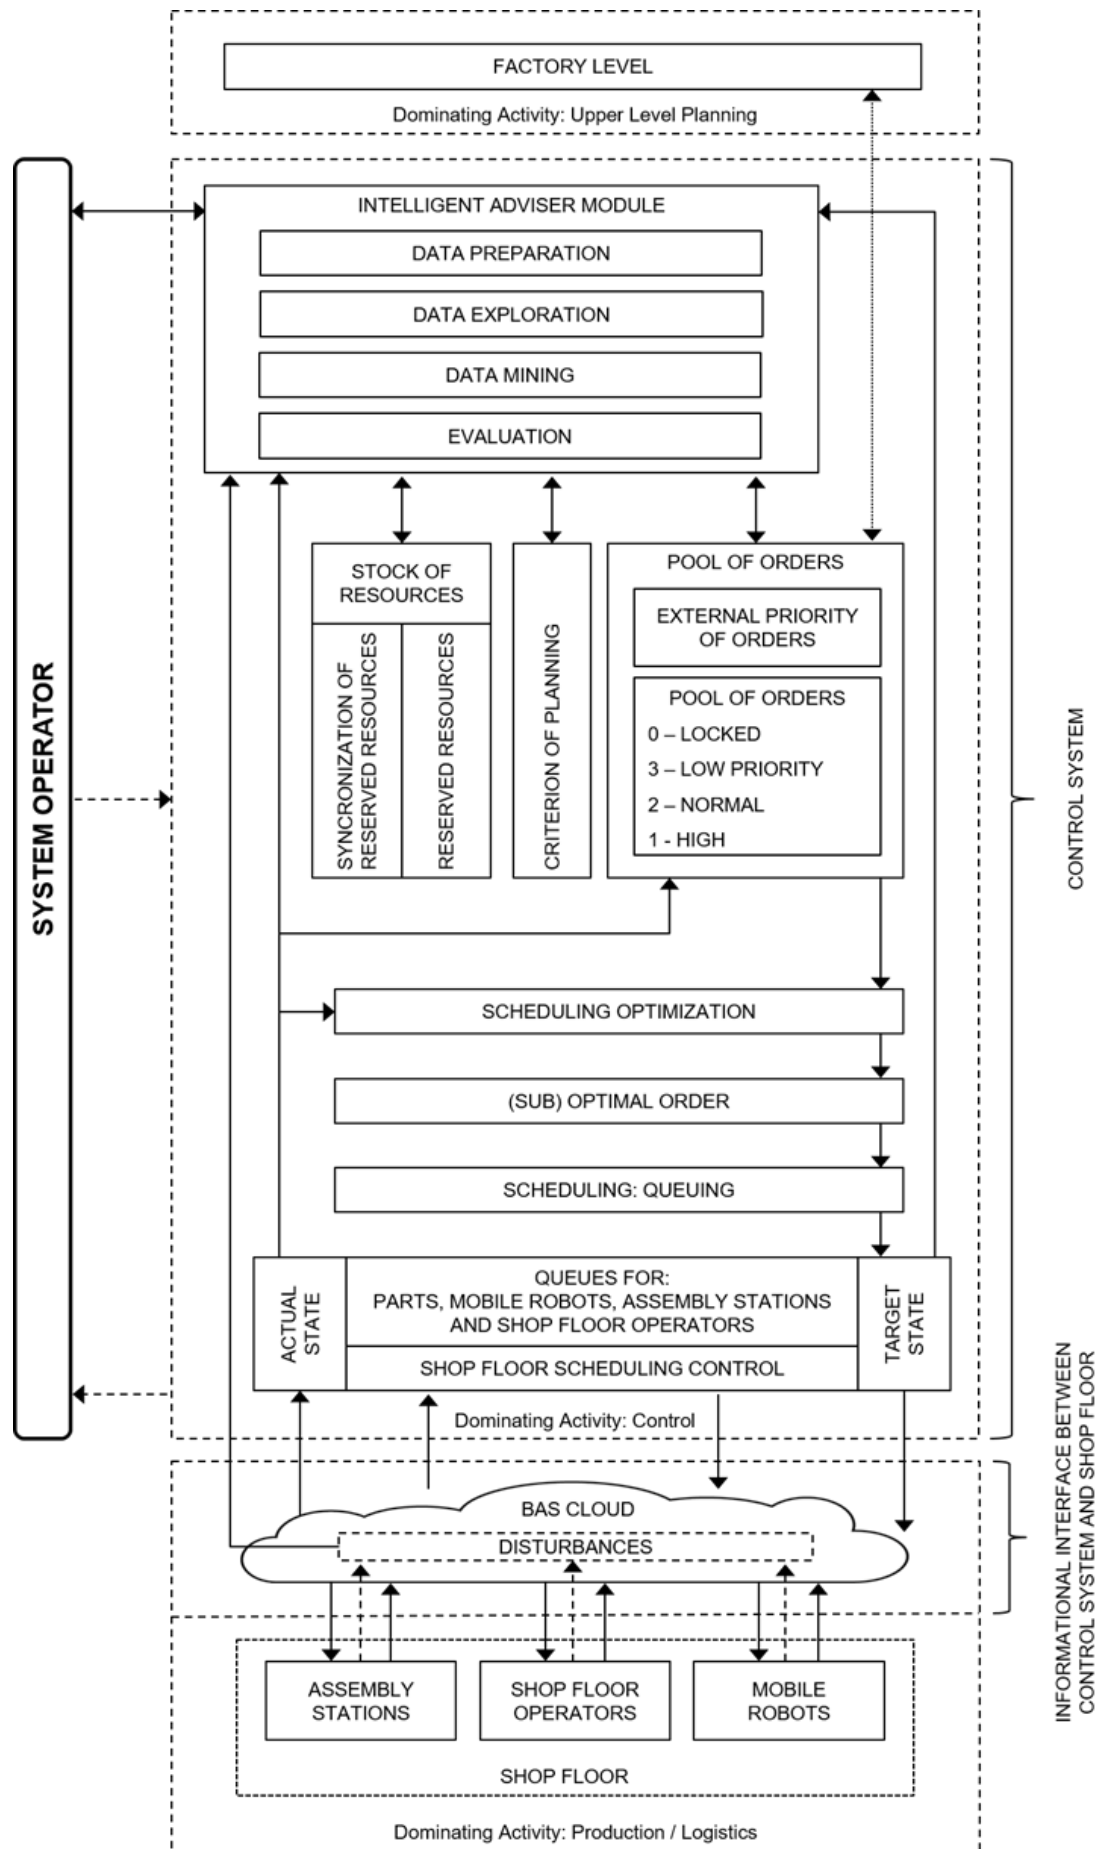 FACTORY LEVEL
Dominating Activity: Upper Level Planning
SYSTEM OPERATOR
INTELLIGENT ADVISER MODULE
DATA PREPARATION
DATA EXPLORATION
DATA MINING
EVALUATION
STOCK OF
RESOURCES
SYNCRONIZATION OF
RESERVED RESOURCES
RESERVED RESOURCES
CRITERION OF PLANNING
POOL OF ORDERS
EXTERNAL PRIORITY
OF ORDERS
POOL OF ORDERS
0 – LOCKED
3 – LOW PRIORITY
2 – NORMAL
1 - HIGH
CONTROL SYSTEM
SCHEDULING OPTIMIZATION
(SUB) OPTIMAL ORDER
SCHEDULING: QUEUING
ACTUAL
STATE
QUEUES FOR:
PARTS, MOBILE ROBOTS, ASSEMBLY STATIONS
AND SHOP FLOOR OPERATORS
SHOP FLOOR SCHEDULING CONTROL
TARGET
STATE
Dominating Activity: Control
INFORMATIONAL INTERFACE BETWEEN
CONTROL SYSTEM AND SHOP FLOOR
BAS CLOUD
DISTURBANCES
ASSEMBLY
STATIONS
SHOP FLOOR
OPERATORS
MOBILE
ROBOTS
SHOP FLOOR
Dominating Activity: Production / Logistics